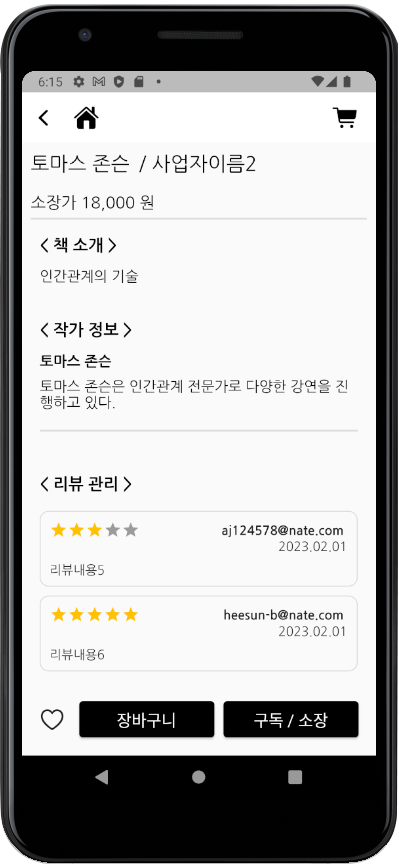 6:15
토마스 존슨 / 사업자이름2
소장가 18,000 원
< 책 소개 >
인간관계의 기술
< 작가 정보 >
토마스 존슨
토마스 존슨은 인간관계 전문가로 다양한 강연을 진
행하고 있다.
< 리뷰 관리 >
aj124578@nate.com
2023.02.01
리뷰내용5
heesun-b@nate.com
2023.02.01
리뷰내용6
장바구니
구독 / 소장